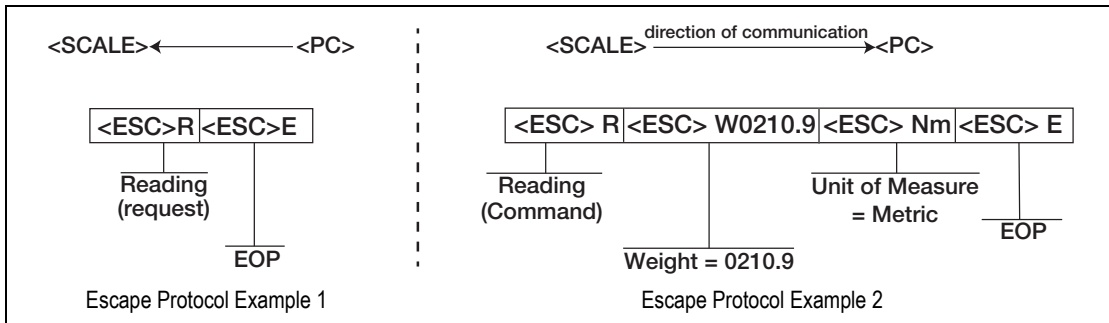 <SCALE> <PC>
<ESC>R <ESC>E
Reading
(request)
EOP
Escape Protocol Example 1
direction of communication
<SCALE> <PC>
<ESC> R <ESC> W0210.9 <ESC> Nm <ESC> E
Reading
(Command)
Unit of Measure
= Metric
EOP
Weight = 0210.9
Escape Protocol Example 2